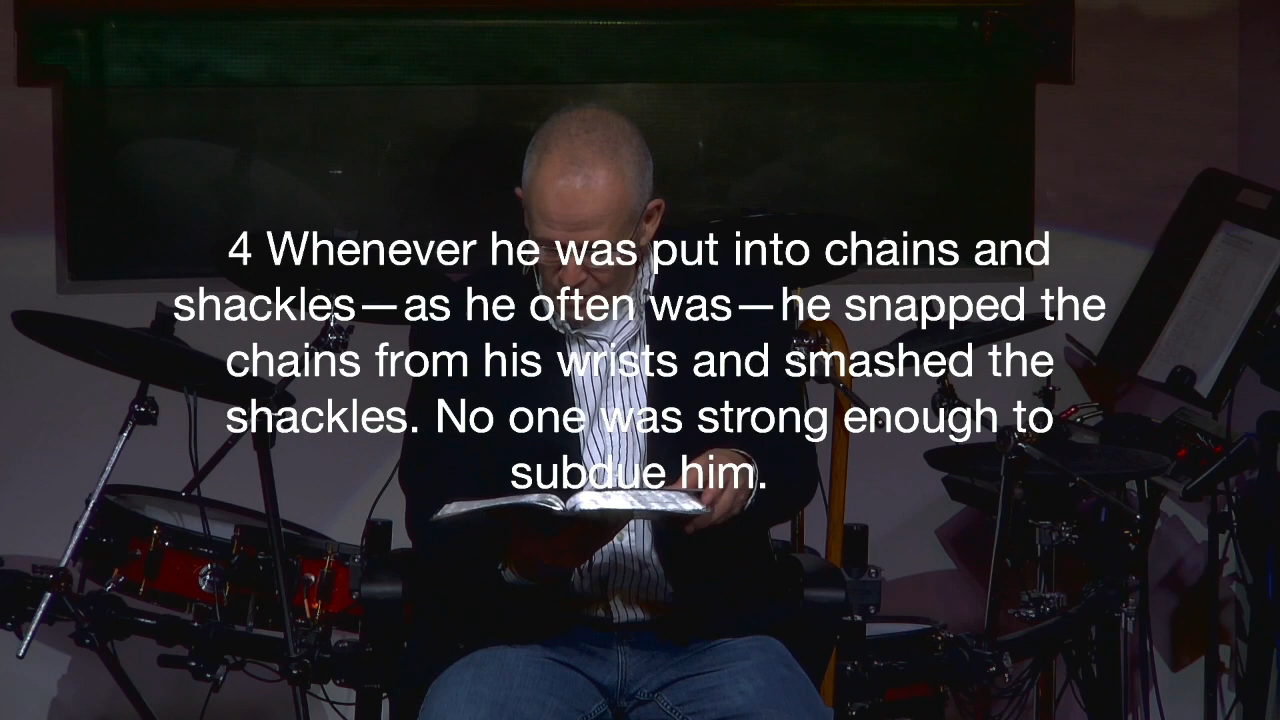 4 Whenever he was put into chains and
shackles—as he often was—he snapped the
chains from his wrists and smashed the
shackles. No one was strong enough to
subdue him.